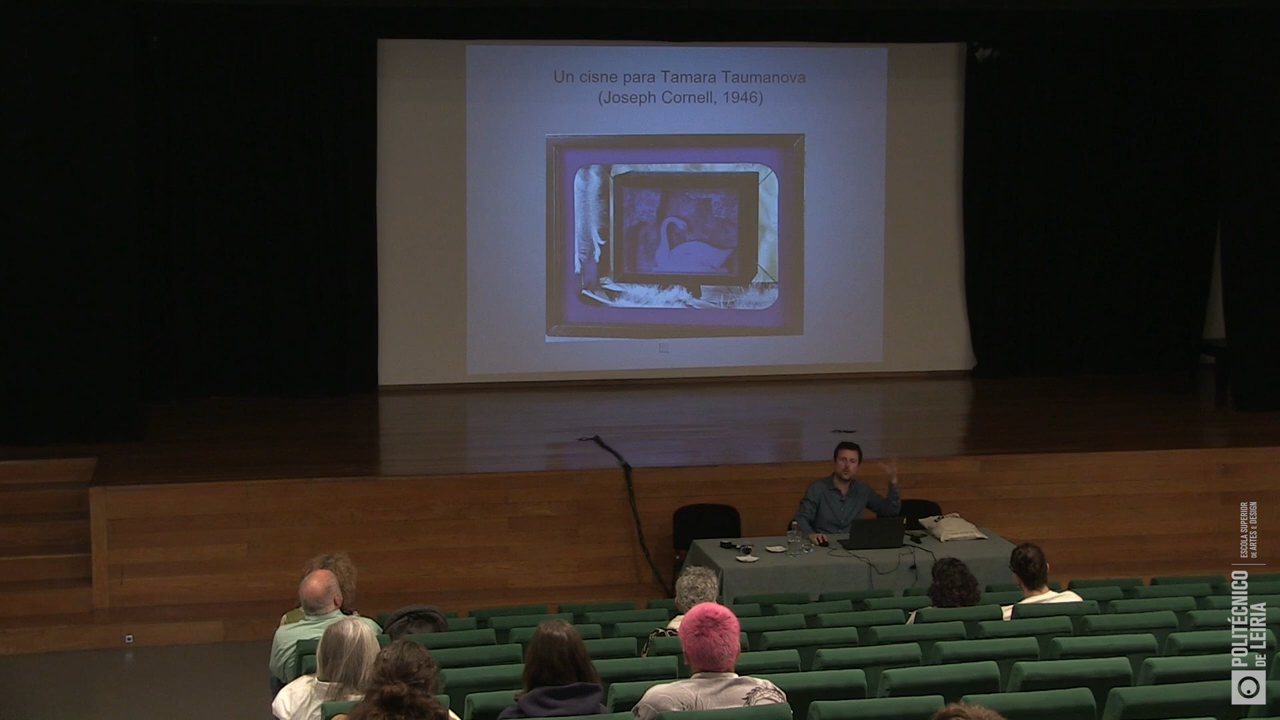 Un cisne para Tamara Taumanova
(Joseph Cornell, 1946)
POLITÉCNICO
DE LEIRIA
ESCOLA SUPERIOR
DE ARTES E DESIGN